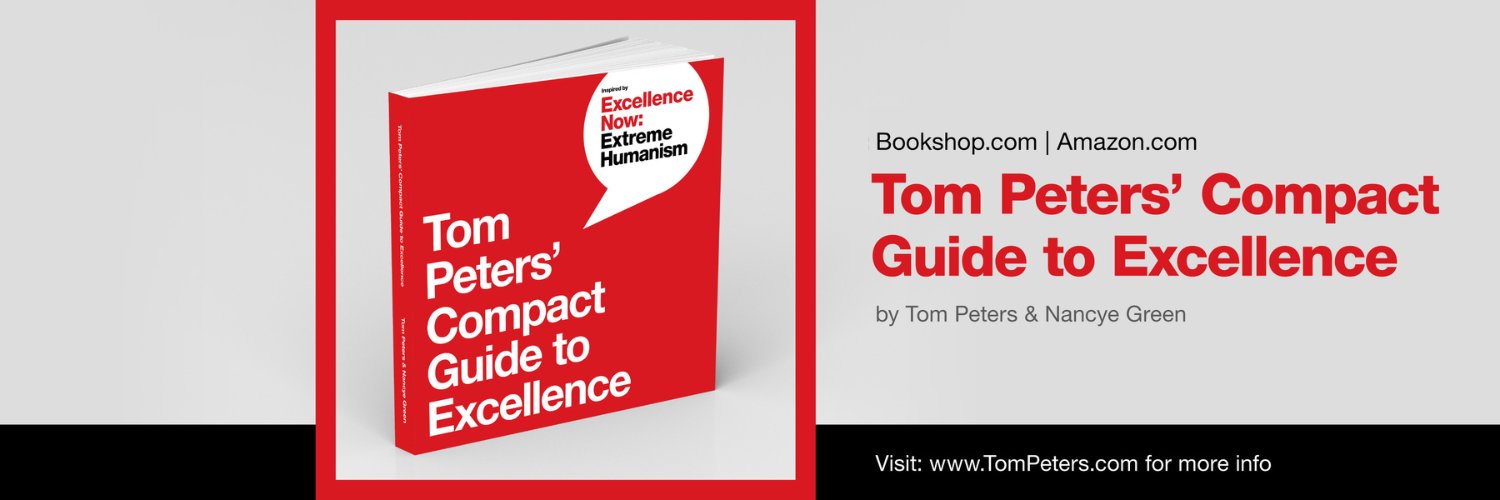 Tom Peters' Compact Guide to Excellence
Tom Peters & Nancye Green
Inspired by
Excellence
Now:
Extreme
Humanism
Tom
Peters’
Compact
Guide to
Excellence
Bookshop.com | Amazon.com
Tom Peters’ Compact
Guide to Excellence
by Tom Peters & Nancye Green
Visit: www.TomPeters.com for more info